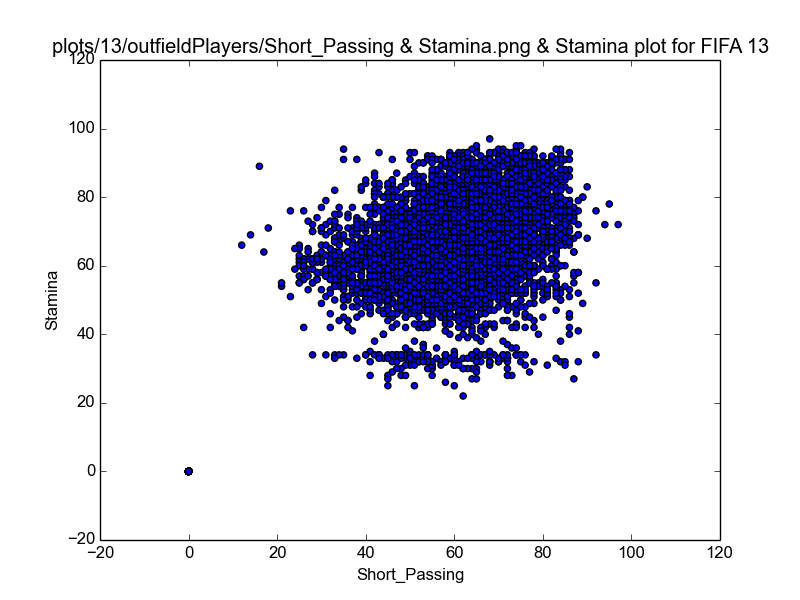 plots/13/outfieldPlayers/Short_Passing & Stamina.png & Stamina plot for FIFA 13
120
100
80
60
40
20
0
−20
Stamina
−20 0 20 40 60 80 100 120
Short_Passing